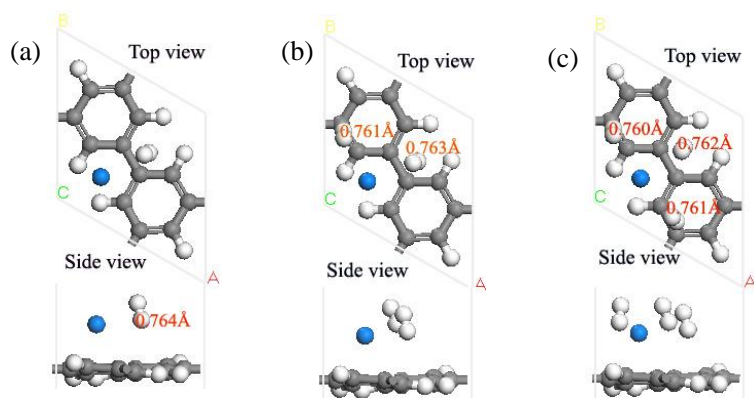 (a)
B
Top view
C
Side view
A
0.764Å
(b)
B
Top view
0.761Å
0.763Å
C
Side view
A
(c)
B
Top view
0.760Å
0.762Å
C
0.761Å
Side view
A